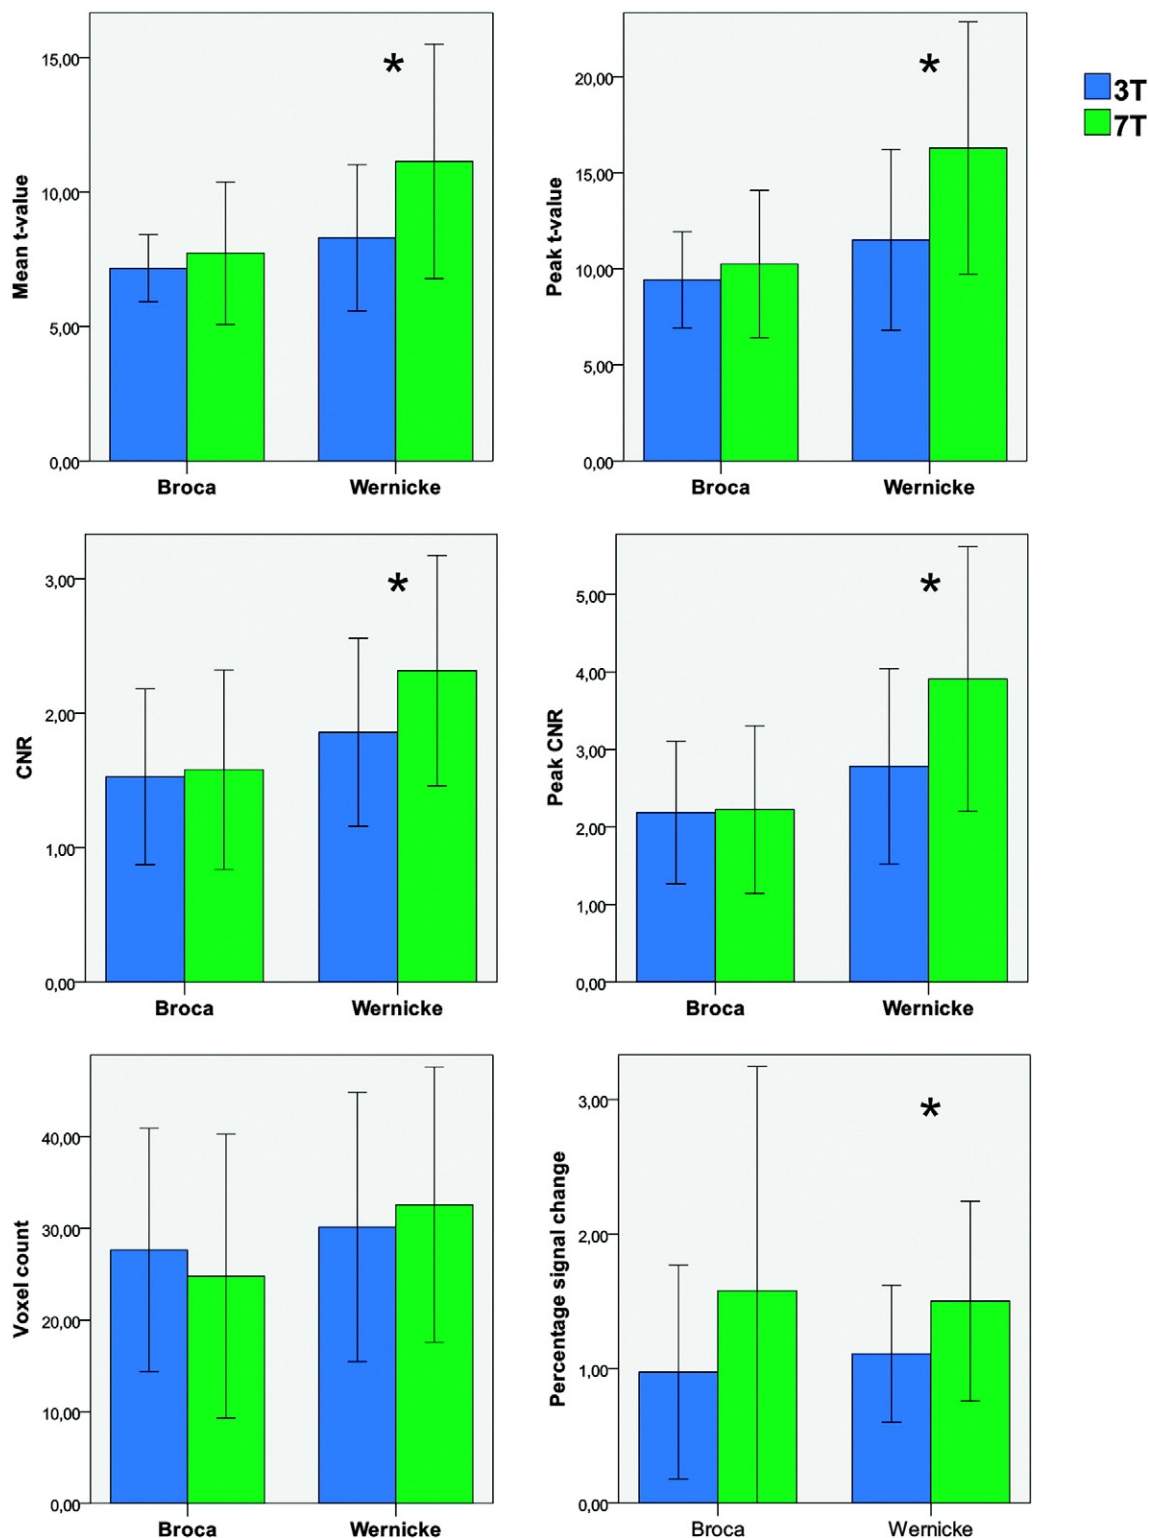 Mean t-value
15,00
10,00
5,00
0,00
*
Broca Wernicke
Peak t-value
20,00
15,00
10,00
5,00
0,00
*
Broca Wernicke
3T
7T
CNR
3,00
2,00
1,00
0,00
*
Broca Wernicke
Peak CNR
5,00
4,00
3,00
2,00
1,00
0,00
*
Broca Wernicke
Voxel count
40,00
30,00
20,00
10,00
0,00
Broca Wernicke
Percentage signal change
3,00
2,00
1,00
0,00
*
Broca Wernicke